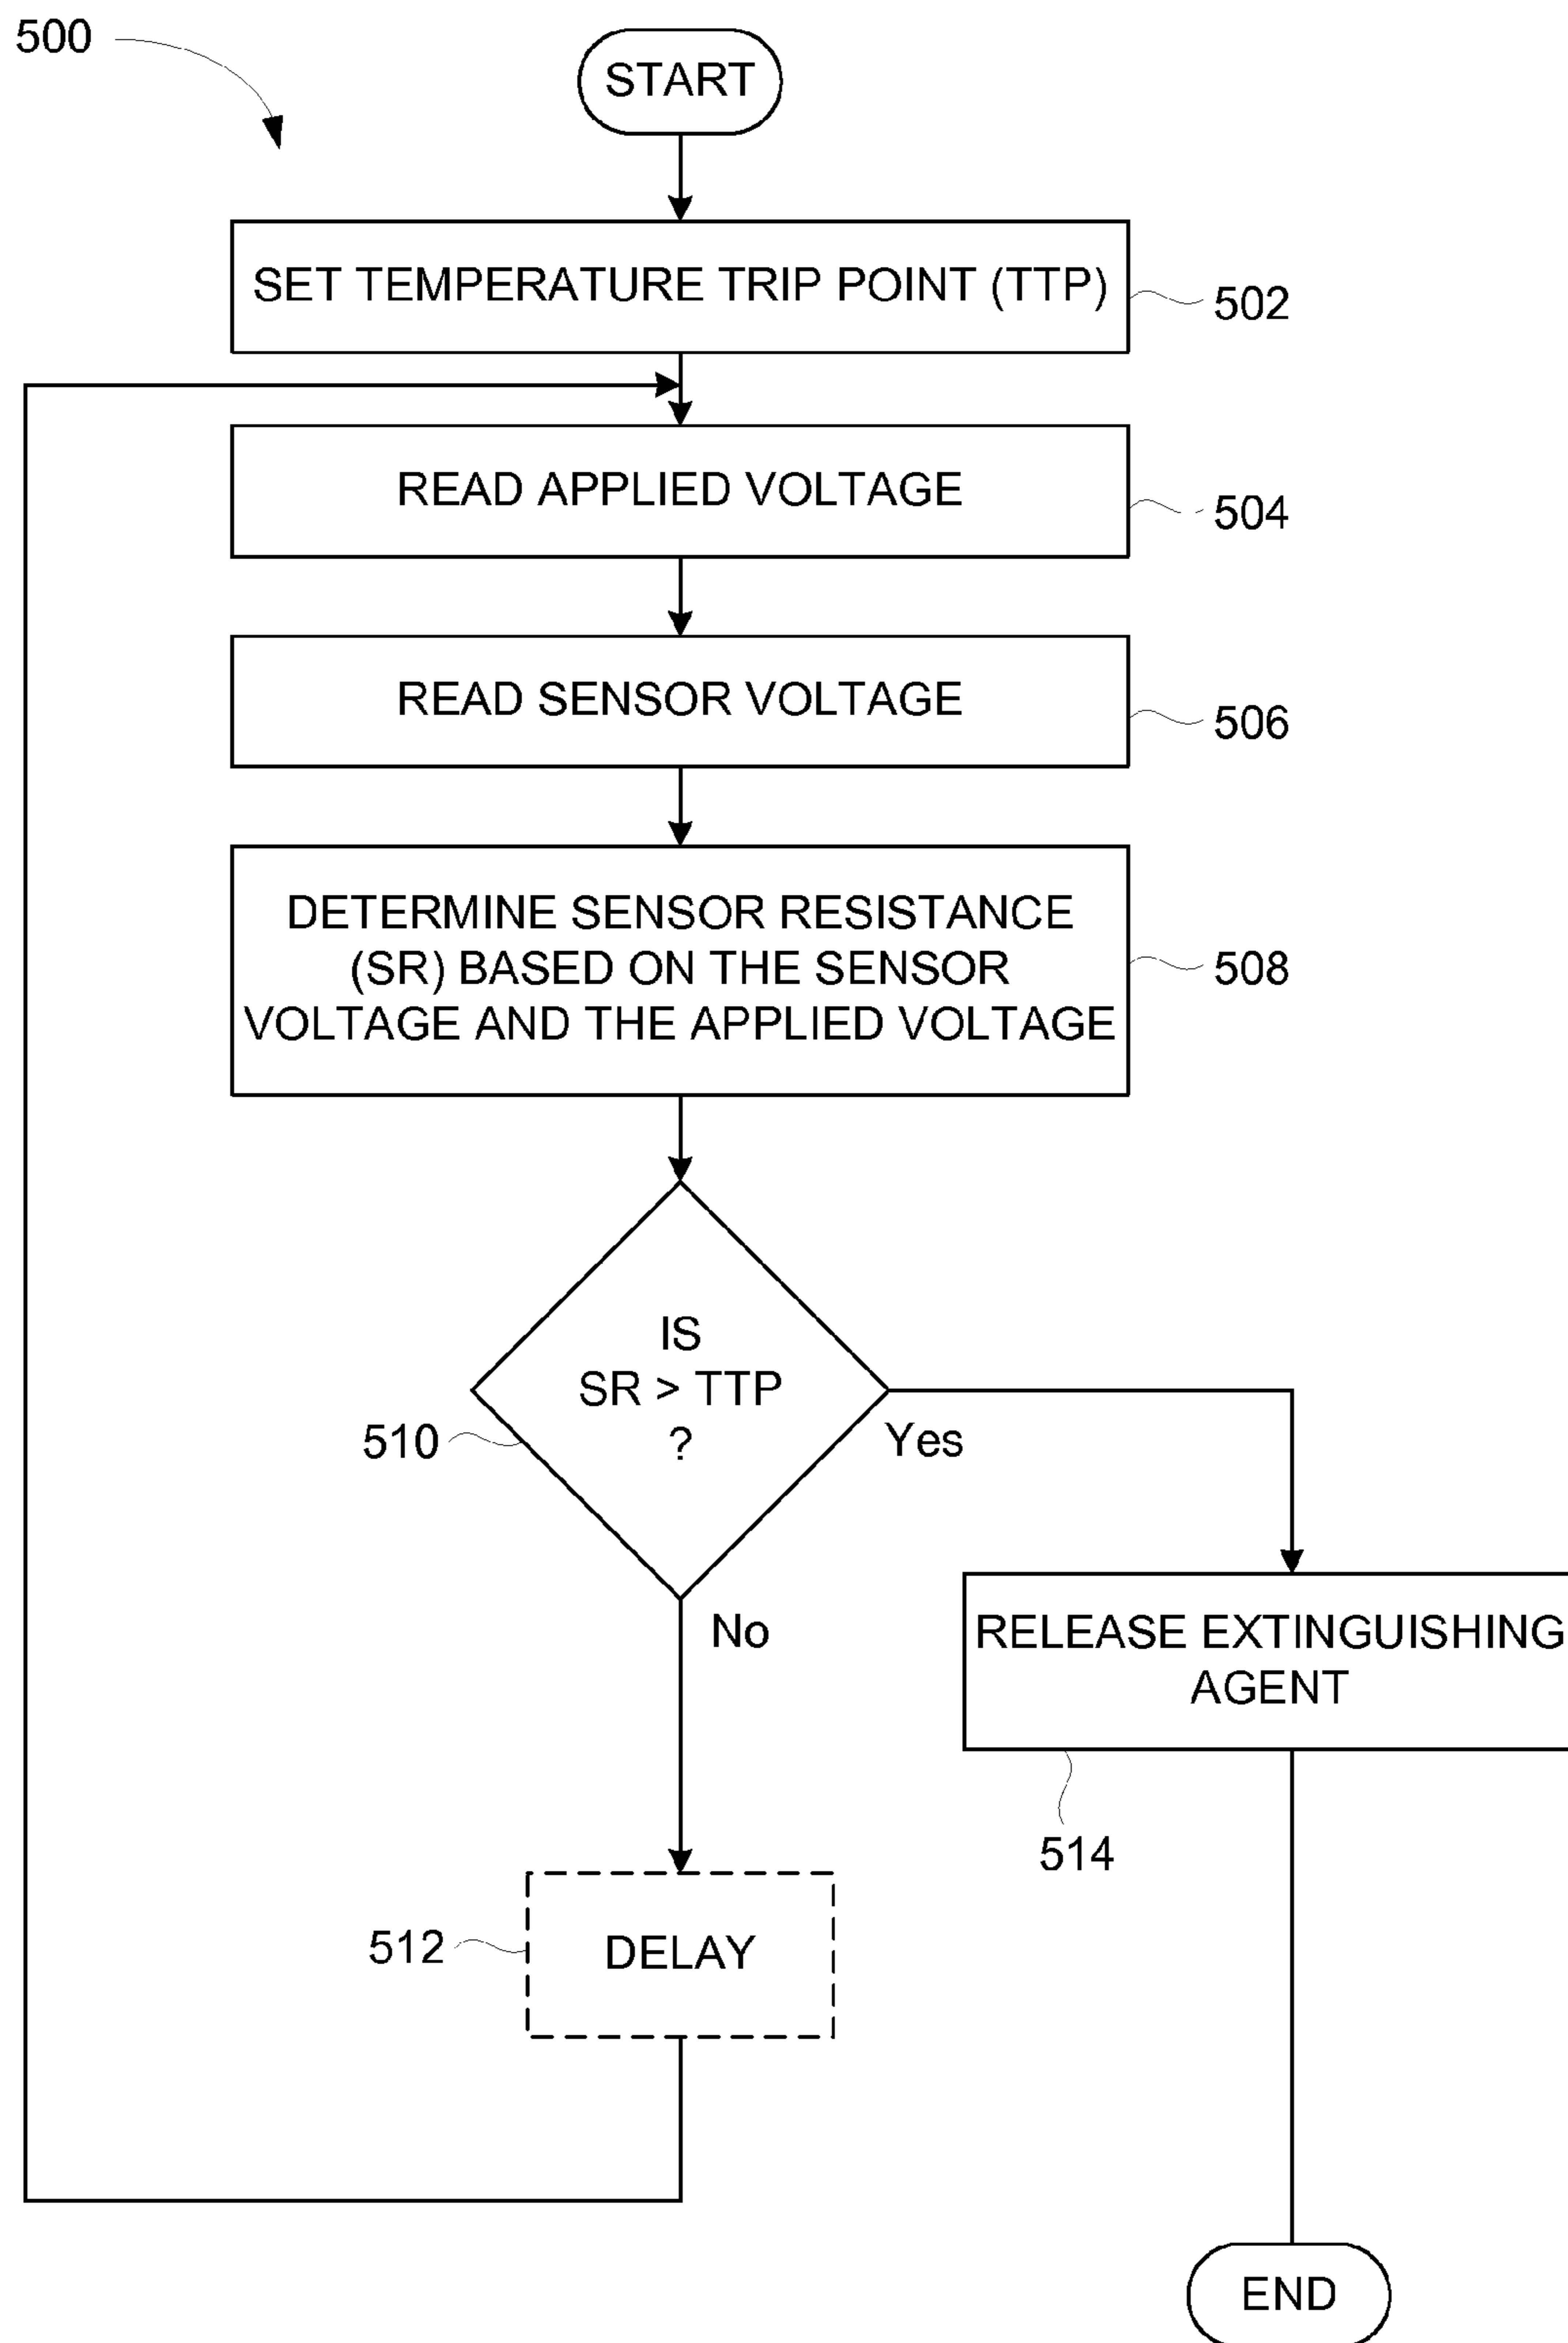 500
START
SET TEMPERATURE TRIP POINT (TTP)
502
READ APPLIED VOLTAGE
504
READ SENSOR VOLTAGE
506
DETERMINE SENSOR RESISTANCE
(SR) BASED ON THE SENSOR
VOLTAGE AND THE APPLIED VOLTAGE
508
IS
SR > TTP
?
510
Yes
No
RELEASE EXTINGUISHING
AGENT
514
512
DELAY
END